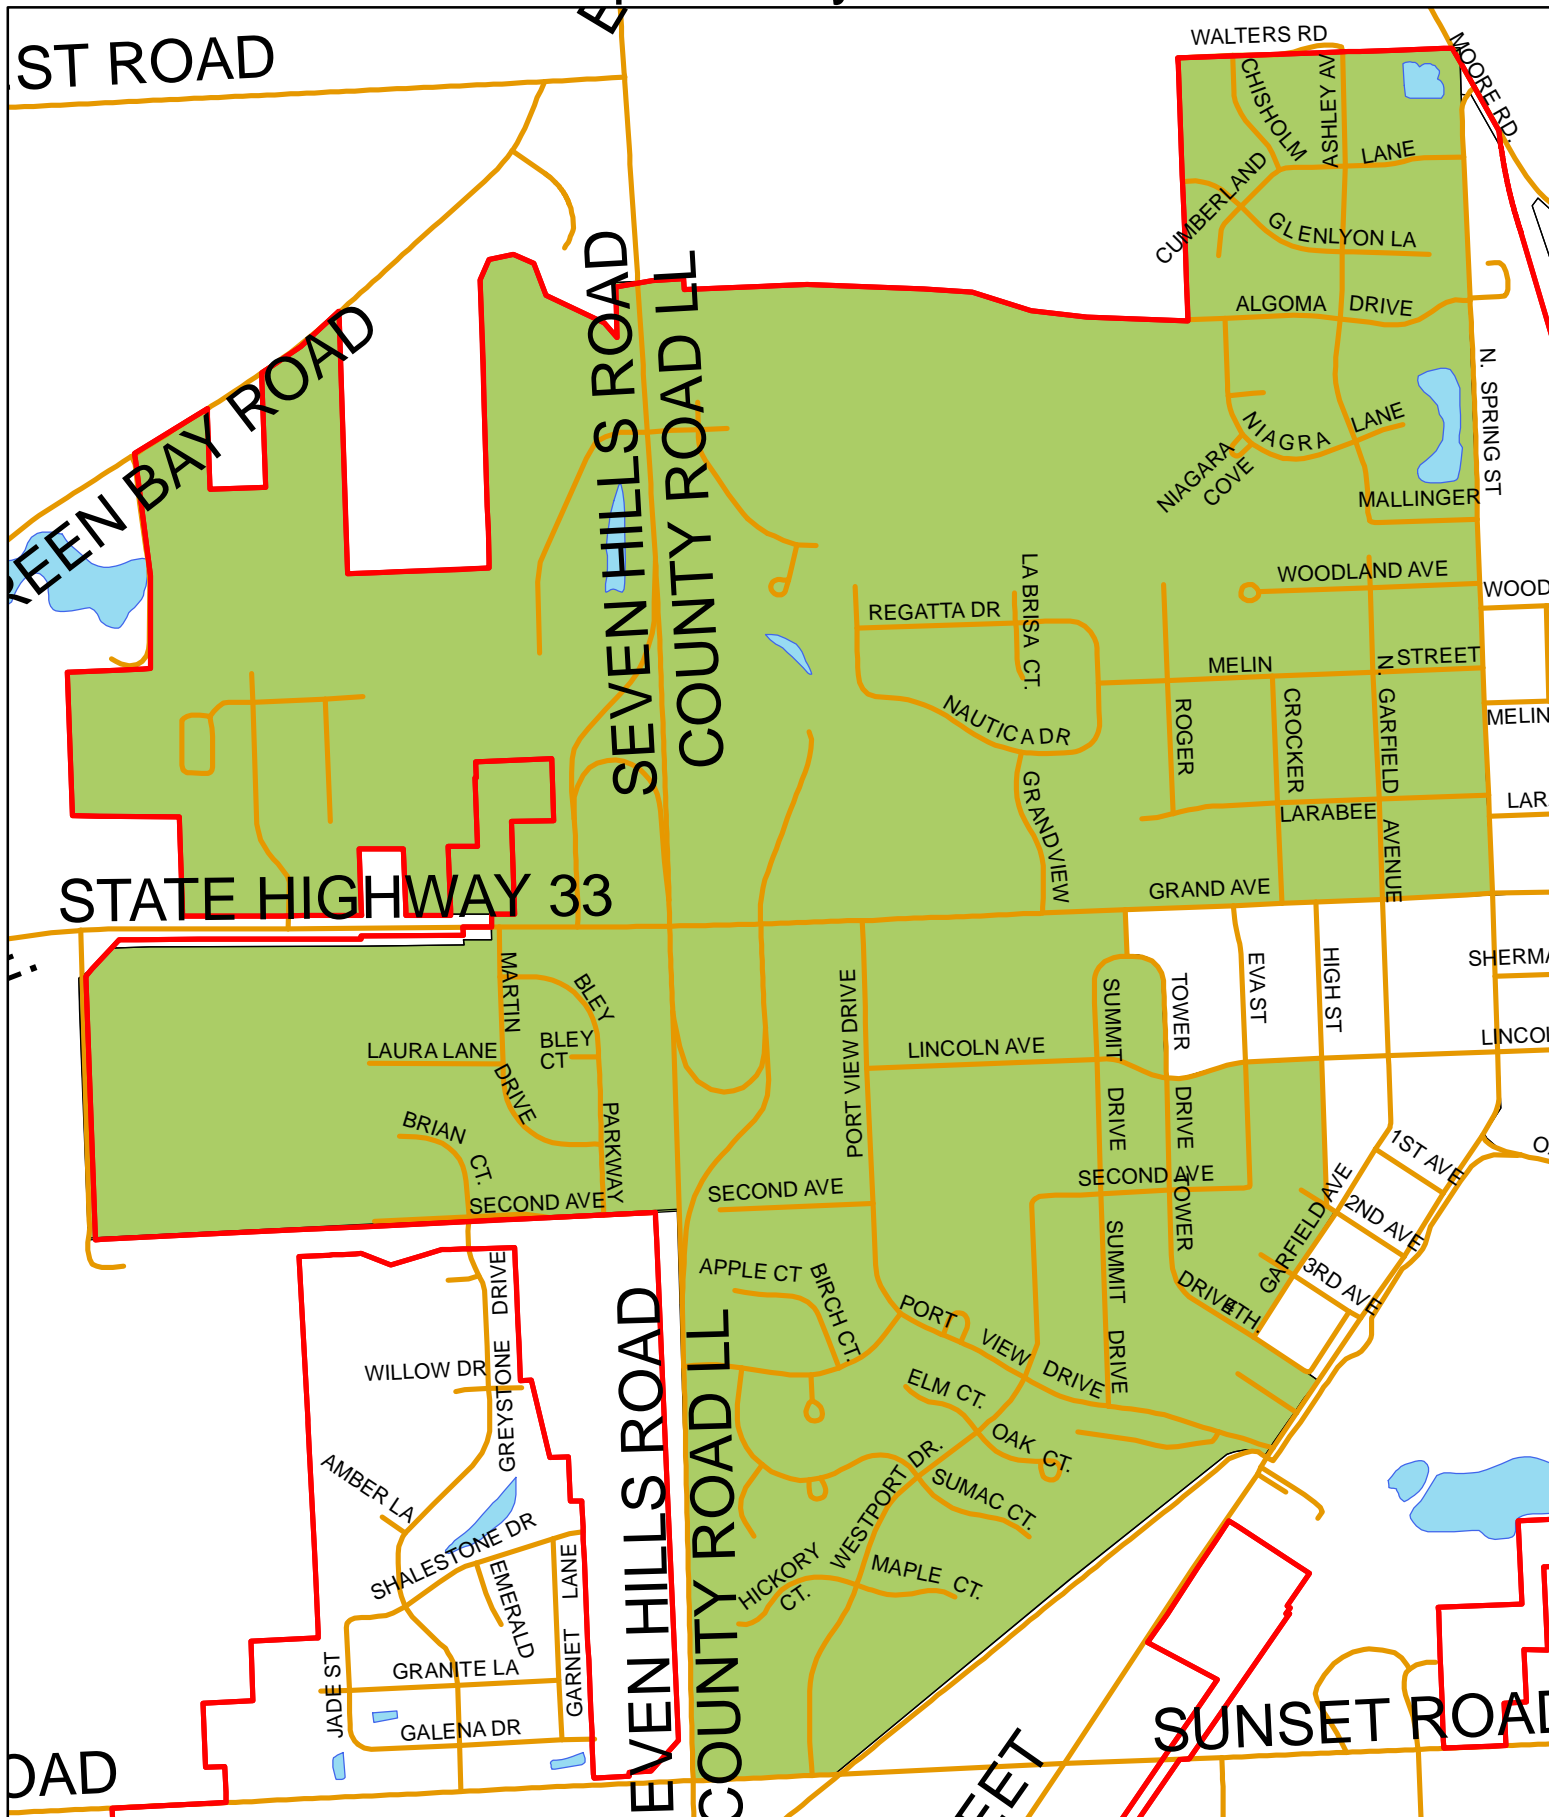 .ST ROAD
WALTERS RD
MOORE RD.
CHISHOLM
ASHLEY AV
LANE
CUMBERLAND
GLENLYON LA
ALGOMA DRIVE
SEVEN HILLS ROAD
COUNTY ROAD LL
REEN BAY ROAD
N. SPRING ST
NIAGRA LANE
NIAGARA
COVE
MALLINGER
WOODLAND AVE
WOOD
LA BRISA CT.
REGATTA DR
MELIN STREET
MELIN
NAUTICA DR
ROGER
CROCKER
N. GARFIELD AVENUE
GRANDVIEW
LARABEE
LAR
STATE HIGHWAY 33
GRAND AVE
E.
MARTIN DRIVE
BLEY PARKWAY
BLEY
CT
LAURA LANE
BRIAN CT.
SECOND AVE
PORT VIEW DRIVE
LINCOLN AVE
SUMMIT DRIVE
TOWER DRIVE
EVA ST
HIGH ST
SHERMA
LINCOL
SECOND AVE
SECOND AVE
SUMMIT DRIVE
TOWER DRIVE
1ST AVE
2ND AVE
3RD AVE
4TH.
GARFIELD AVE
APPLE CT
BIRCH CT.
PORT VIEW DRIVE
ELM CT.
OAK CT.
SUMAC CT.
WESTPORT DR.
HICKORY
CT.
MAPLE CT.
GREYSTONE DRIVE
WILLOW DR
AMBER LA
SHALESTONE DR
EMERALD
GARNET LANE
JADE ST
GRANITE LA
GALENA DR
EVEN HILLS ROAD
COUNTY ROAD LL
SUNSET ROAD
OAD
EET